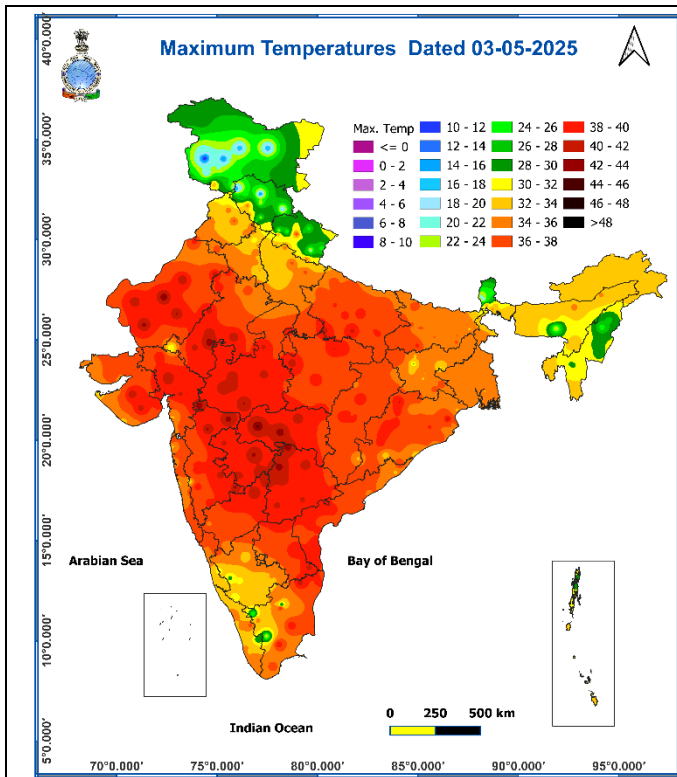 Maximum Temperatures Dated 03-05-2025
Max. Temp
<= 0
0 - 2
2 - 4
4 - 6
6 - 8
8 - 10
10 - 12
12 - 14
14 - 16
16 - 18
18 - 20
20 - 22
22 - 24
24 - 26
26 - 28
28 - 30
30 - 32
32 - 34
34 - 36
36 - 38
38 - 40
40 - 42
42 - 44
44 - 46
46 - 48
>48
40°0.000'
35°0.000'
30°0.000'
25°0.000'
20°0.000'
15°0.000'
10°0.000'
5°0.000'
Arabian Sea
Bay of Bengal
Indian Ocean
0 250 500 km
70°0.000' 75°0.000' 80°0.000' 90°0.000' 95°0.000'